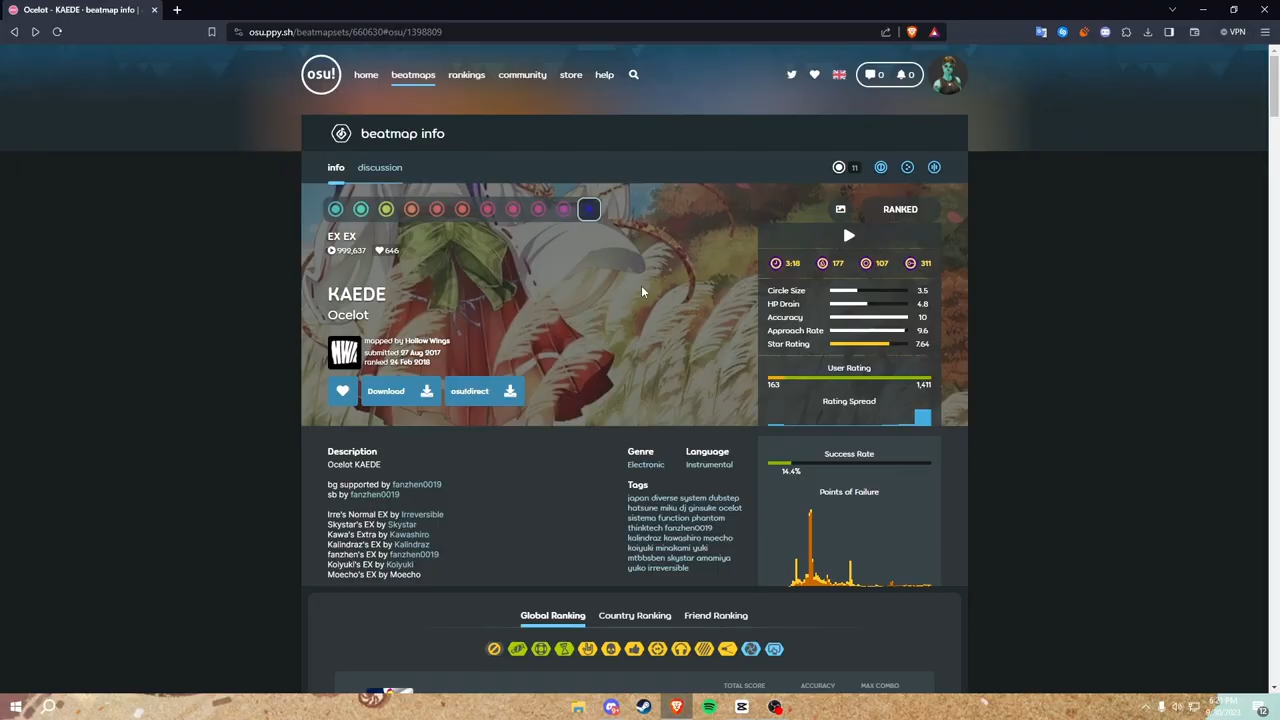 Ocelot - KAEDE · beatmap info |
osu.ppy.sh/beatmapsets/660630#osu/1398809
VPN
osu!
home beatmaps rankings community store help
0 0
beatmap info
info discussion
11
RANKED
EX EX
992,637 646
3:18 177 107 311
KAEDE
Ocelot
Circle Size 3.5
HP Drain 4.8
Accuracy 10
Approach Rate 9.6
Star Rating 7.64
mapped by Hollow Wings
submitted 27 Aug 2017
ranked 24 Feb 2018
User Rating
163 1,411
Download
osu!direct
Rating Spread
Description
Ocelot KAEDE
bg supported by fanzhen0019
sb by fanzhen0019
Irre's Normal EX by Irreversible
Skystar's EX by Skystar
Kawa's Extra by Kawashiro
Kalindraz's EX by Kalindraz
fanzhen's EX by fanzhen0019
Koiyuki's EX by Koiyuki
Moecho's EX by Moecho
Genre Language
Electronic Instrumental
Tags
japan diverse system dubstep
hatsune miku dj ginsuke ocelot
sistema function phantom
thinktech fanzhen0019
kalindraz kawashiro moecho
koiyuki minakami yuki
mtbbsben skystar amamiya
yuko irreversible
Success Rate
14.4%
Points of Failure
Global Ranking Country Ranking Friend Ranking
TOTAL SCORE ACCURACY MAX COMBO
12